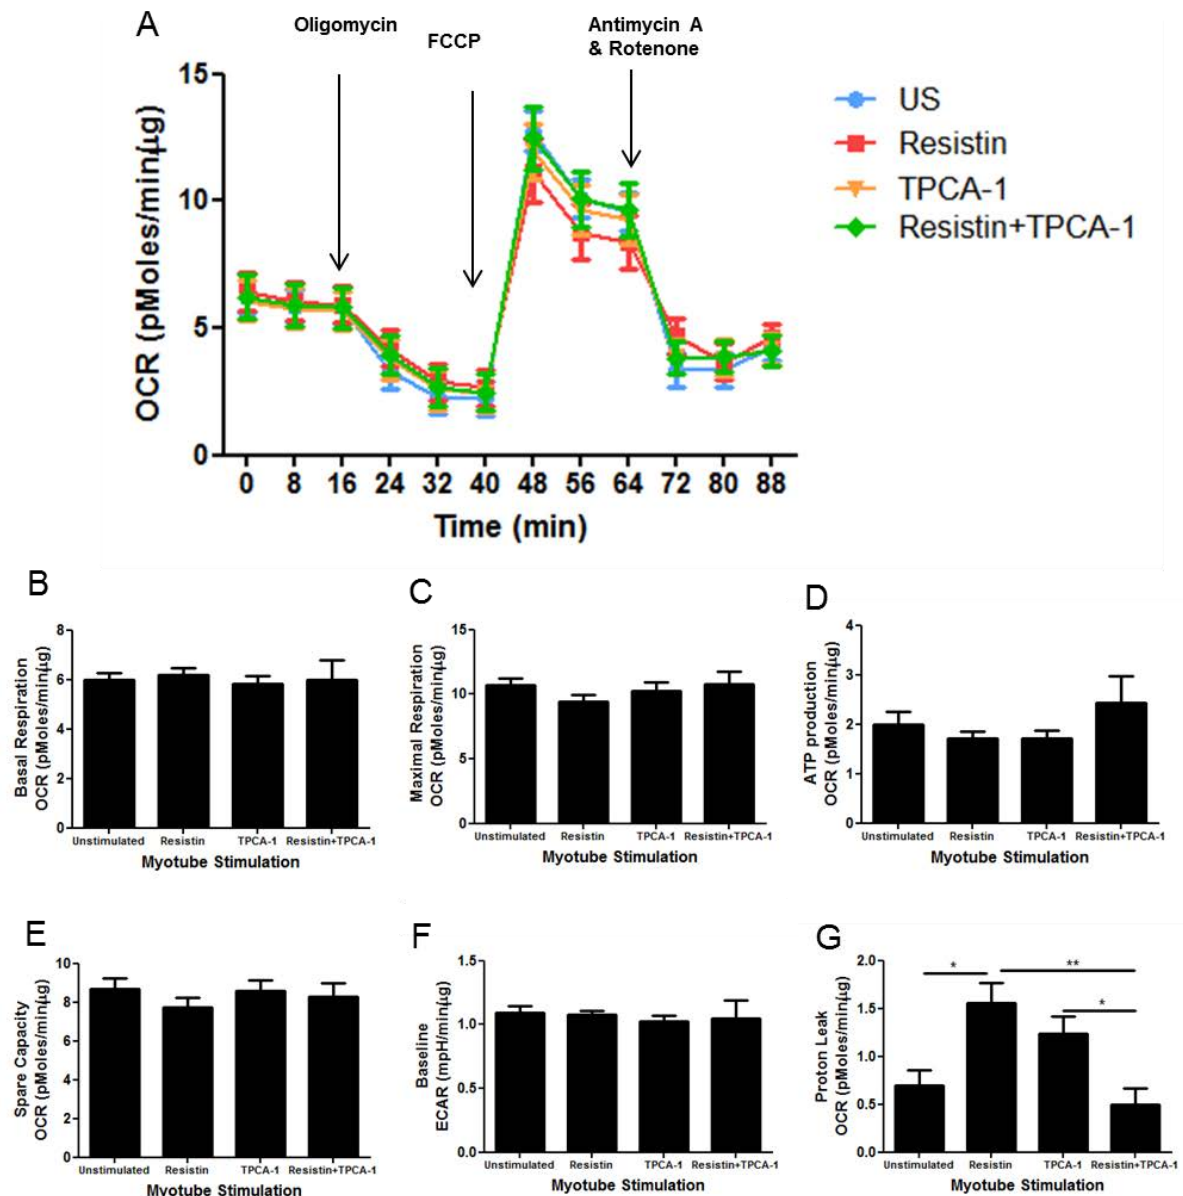 A
Oligomycin
FCCP
Antimycin A
& Rotenone
15
10
5
0
OCR (pMoles/min/µg)
0 8 16 24 32 40 48 56 64 72 80 88
Time (min)
US
Resistin
TPCA-1
Resistin+TPCA-1
B
8
6
4
2
0
Basal Respiration
OCR (pMoles/min/µg)
Unstimulated Resistin TPCA-1 Resistin+TPCA-1
Myotube Stimulation
C
15
10
5
0
Maximal Respiration
OCR (pMoles/min/µg)
Unstimulated Resistin TPCA-1 Resistin+TPCA-1
Myotube Stimulation
D
4
3
2
1
0
ATP production
OCR (pMoles/min/µg)
Unstimulated Resistin TPCA-1 Resistin+TPCA-1
Myotube Stimulation
E
10
8
6
4
2
0
Spare Capacity
OCR (pMoles/min/µg)
Unstimulated Resistin TPCA-1 Resistin+TPCA-1
Myotube Stimulation
F
1.5
1.0
0.5
0.0
Baseline
ECAR (mpH/min/µg)
Unstimulated Resistin TPCA-1 Resistin+TPCA-1
Myotube Stimulation
G
2.0
1.5
1.0
0.5
0.0
Proton Leak
OCR (pMoles/min/µg)
* **
*
Unstimulated Resistin TPCA-1 Resistin+TPCA-1
Myotube Stimulation